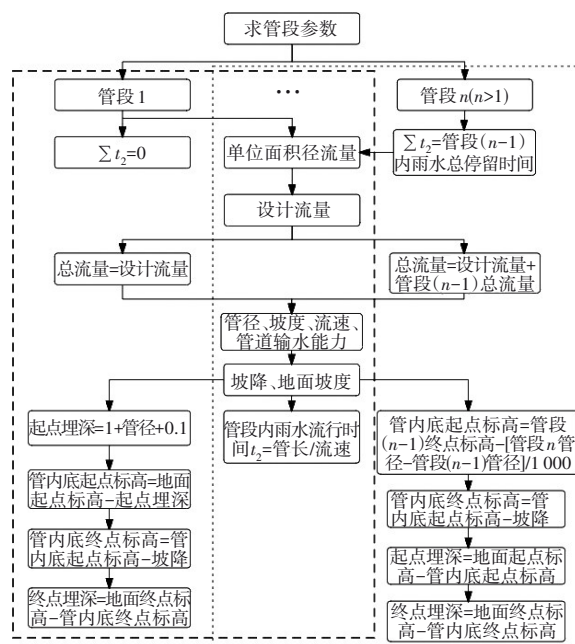 求管段参数
管段1
…
管段n(n>1)
∑t₂=0
单位面积径流量
∑t₂=管段(n-1)
内雨水总停留时间
设计流量
总流量=设计流量
总流量=设计流量+
管段(n-1)总流量
管径、坡度、流速、
管道输水能力
坡降、地面坡度
起点埋深=1+管径+0.1
管段内雨水流行时
间t₂=管长/流速
管内底起点标高=管段
(n-1)终点标高-[管段n管
径-管段(n-1)管径]/1 000
管内底起点标高=地面
起点标高-起点埋深
管内底终点标高=管
内底起点标高-坡降
管内底终点标高=管
内底起点标高-坡降
起点埋深=地面起点标
高-管内底起点标高
终点埋深=地面终点标
高-管内底终点标高
终点埋深=地面终点标
高-管内底终点标高